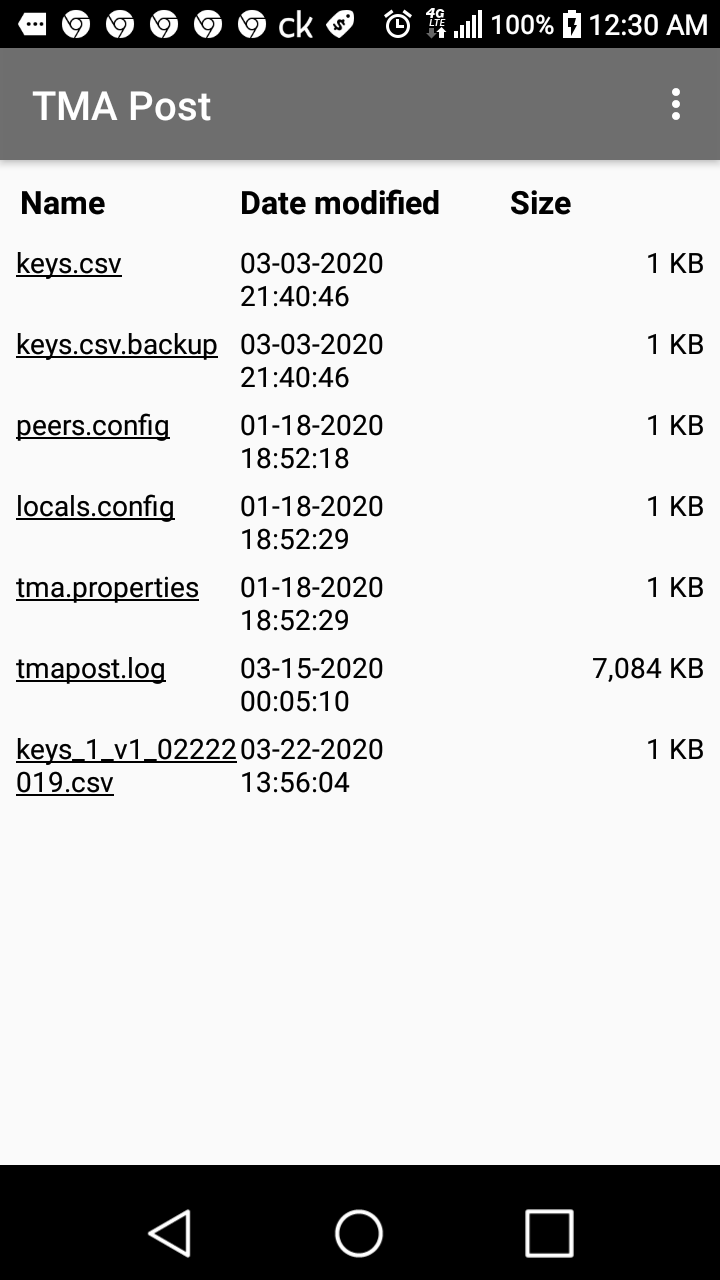 ck 4G LTE 100% 12:30 AM
TMA Post
Name Date modified Size
keys.csv 03-03-2020 1 KB
21:40:46
keys.csv.backup 03-03-2020 1 KB
21:40:46
peers.config 01-18-2020 1 KB
18:52:18
locals.config 01-18-2020 1 KB
18:52:29
tma.properties 01-18-2020 1 KB
18:52:29
tmapost.log 03-15-2020 7,084 KB
00:05:10
keys_1_v1_02222 03-22-2020 1 KB
019.csv 13:56:04